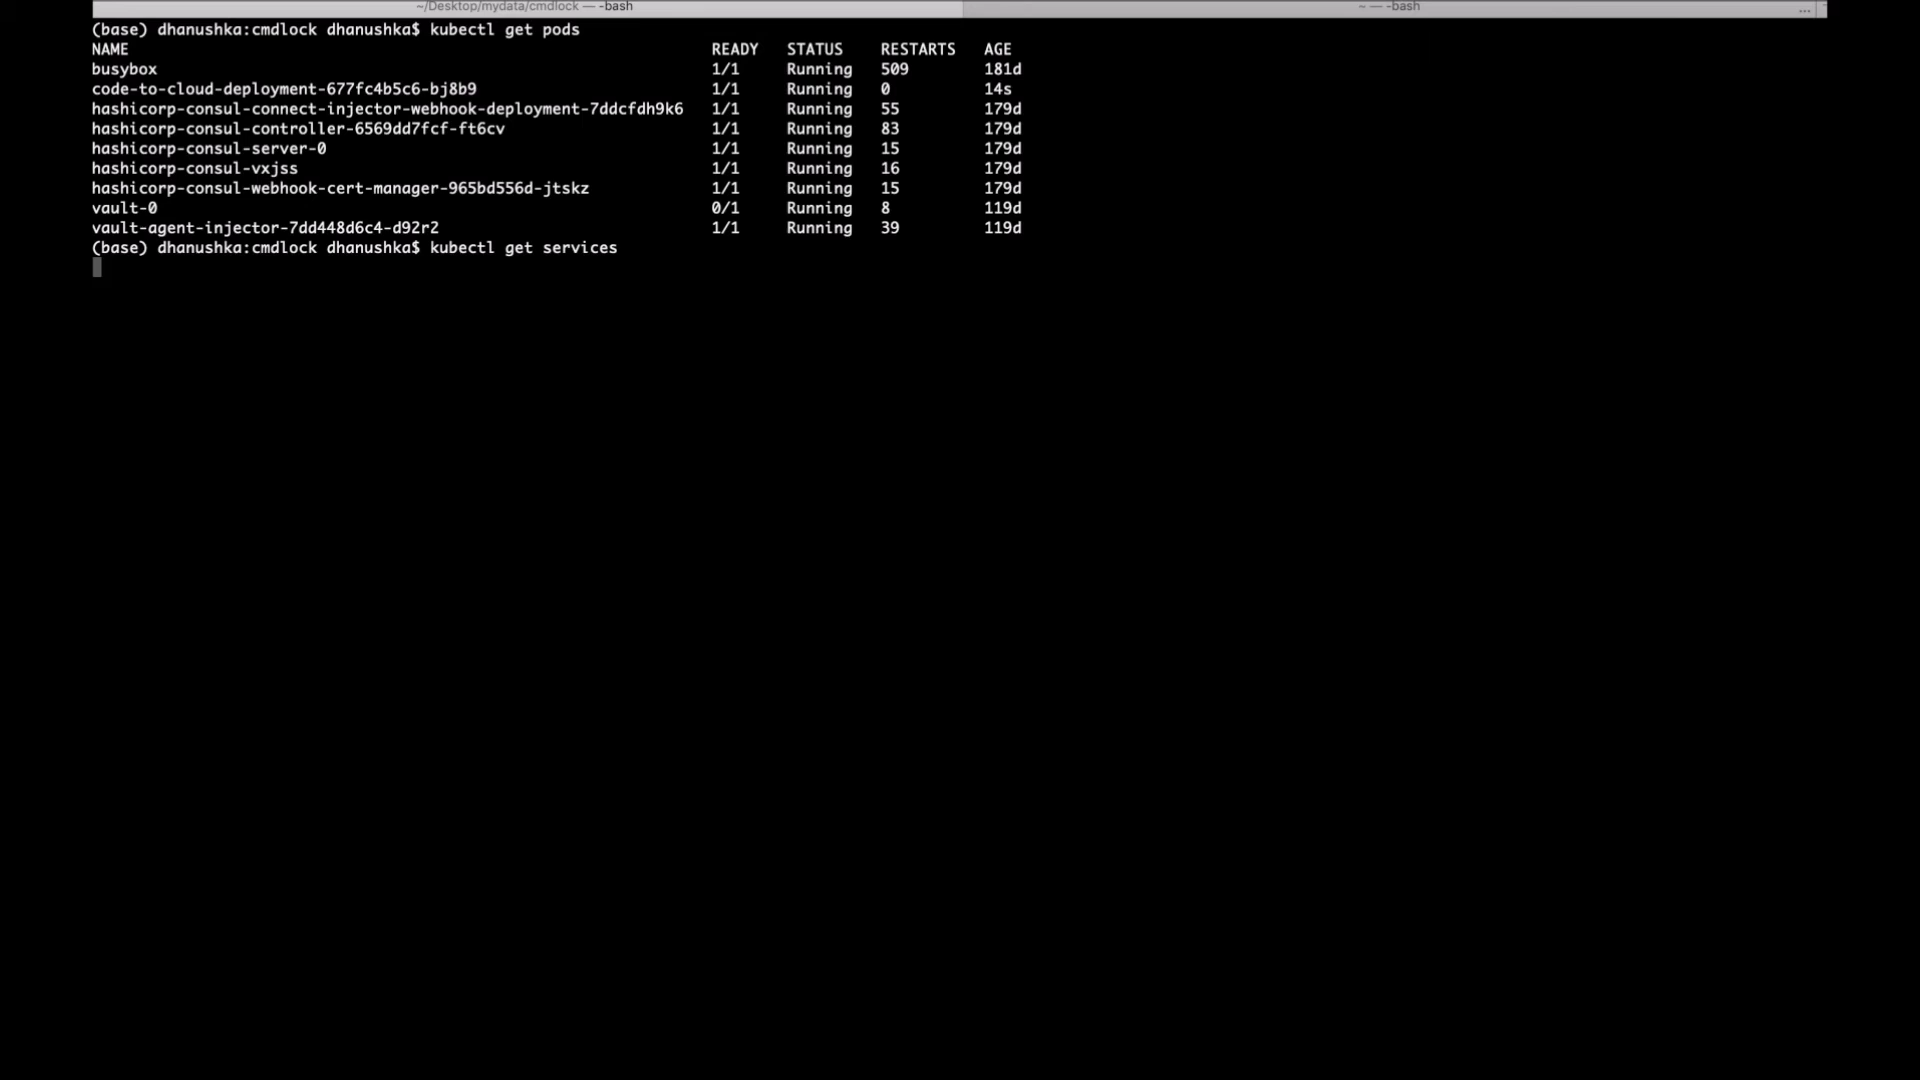 ~/Desktop/mydata/cmdlock — -bash
~ — -bash
...
(base) dhanushka:cmdlock dhanushka$ kubectl get pods
NAME READY STATUS RESTARTS AGE
busybox 1/1 Running 509 181d
code-to-cloud-deployment-677fc4b5c6-bj8b9 1/1 Running 0 14s
hashicorp-consul-connect-injector-webhook-deployment-7ddcfdh9k6 1/1 Running 55 179d
hashicorp-consul-controller-6569dd7fcf-ft6cv 1/1 Running 83 179d
hashicorp-consul-server-0 1/1 Running 15 179d
hashicorp-consul-vxjss 1/1 Running 16 179d
hashicorp-consul-webhook-cert-manager-965bd556d-jtskz 1/1 Running 15 179d
vault-0 0/1 Running 8 119d
vault-agent-injector-7dd448d6c4-d92r2 1/1 Running 39 119d
(base) dhanushka:cmdlock dhanushka$ kubectl get services